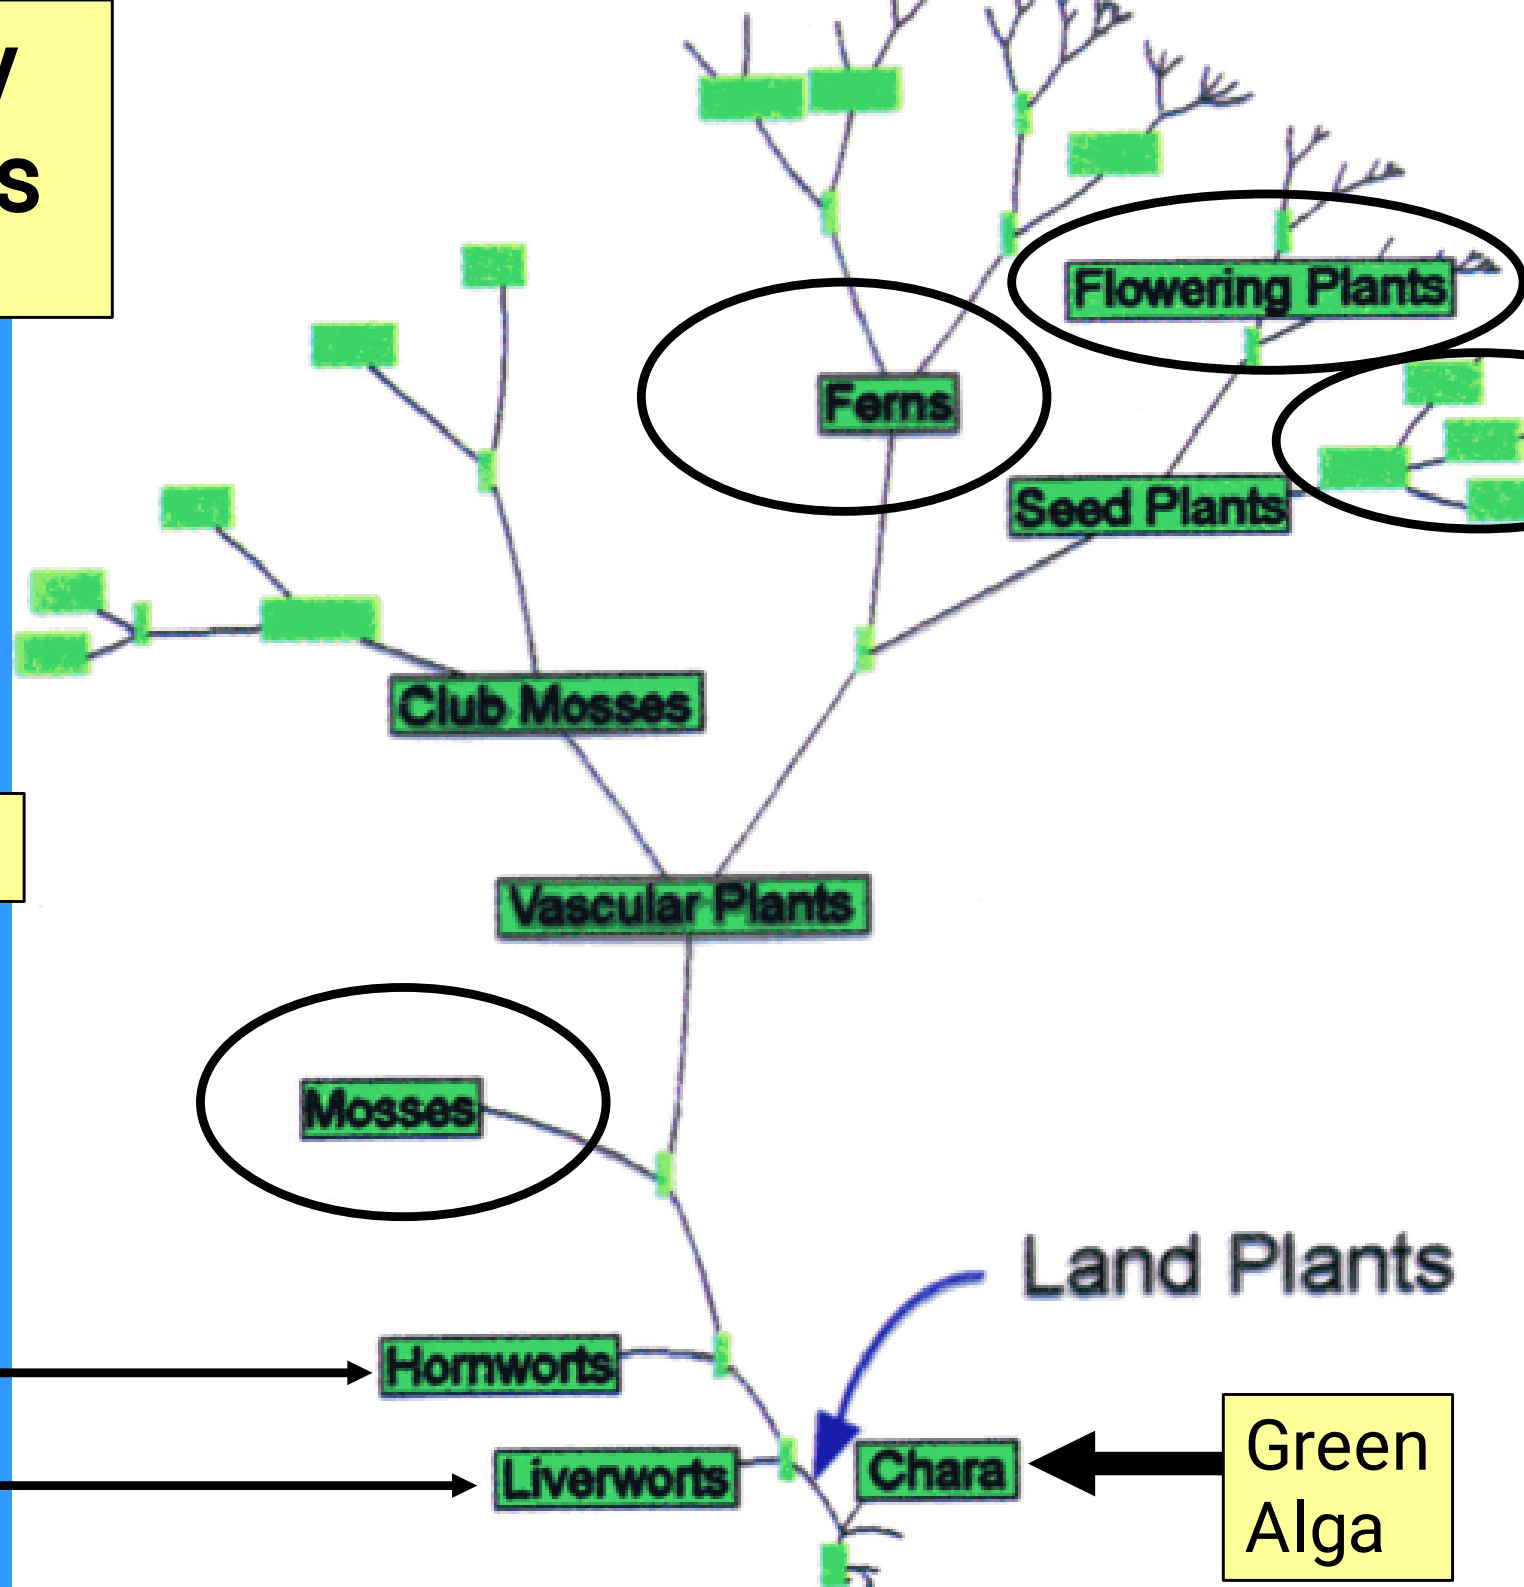 y
s
Flowering Plants
Ferns
Seed Plants
Club Mosses
Vascular Plants
Mosses
Land Plants
Hornworts
Liverworts
Chara
Green
Alga